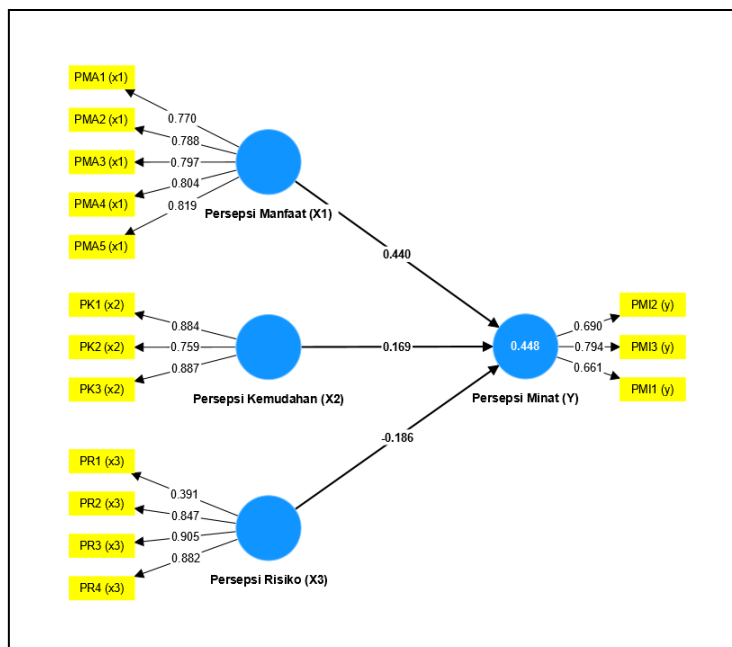 PMA1 (x1)
0.770
PMA2 (x1)
0.788
PMA3 (x1)
0.797
PMA4 (x1)
0.804
PMA5 (x1)
0.819
Persepsi Manfaat (X1)
0.440
PK1 (x2)
0.884
PK2 (x2)
0.759
PK3 (x2)
0.887
Persepsi Kemudahan (X2)
0.169
PR1 (x3)
0.391
PR2 (x3)
0.847
PR3 (x3)
0.905
PR4 (x3)
0.882
Persepsi Risiko (X3)
-0.186
0.448
Persepsi Minat (Y)
0.690
PMI2 (y)
0.794
PMI3 (y)
0.661
PMI1 (y)